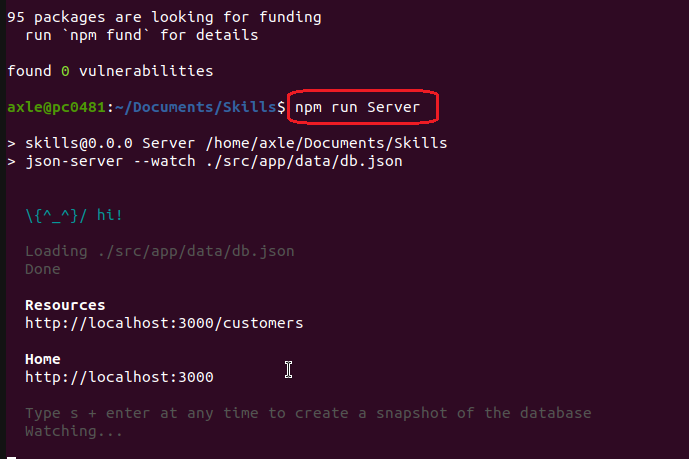 95 packages are looking for funding
run `npm fund` for details
found 0 vulnerabilities
axle@pc0481:~/Documents/Skills$ npm run Server
> skills@0.0.0 Server /home/axle/Documents/Skills
> json-server --watch ./src/app/data/db.json
\{^_^}/ hi!
Loading ./src/app/data/db.json
Done
Resources
http://localhost:3000/customers
Home
http://localhost:3000
Type s + enter at any time to create a snapshot of the database
Watching...